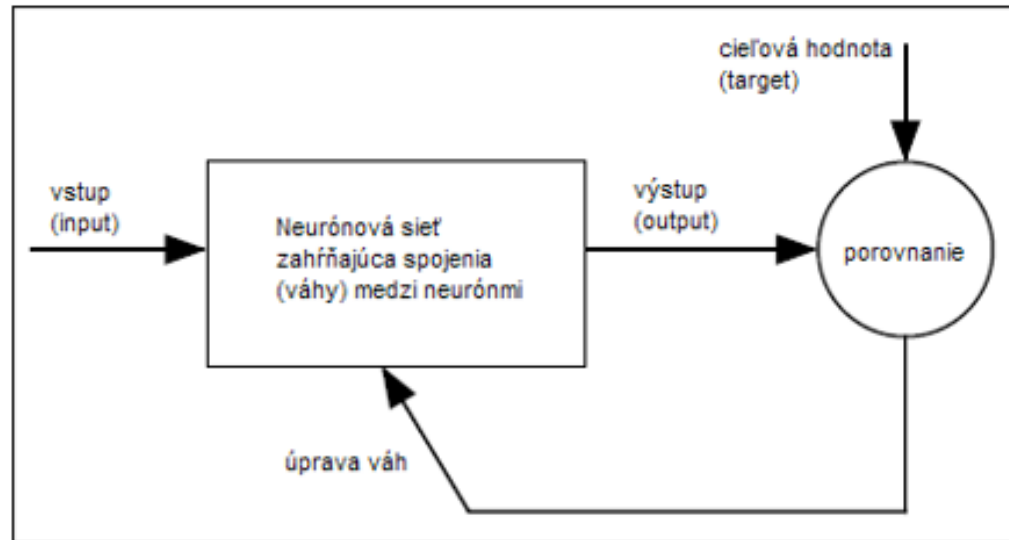 cieľová hodnota
(target)
vstup
(input)
Neurónová sieť
zahŕňajúca spojenia
(váhy) medzi neurónmi
výstup
(output)
porovnanie
úprava váh